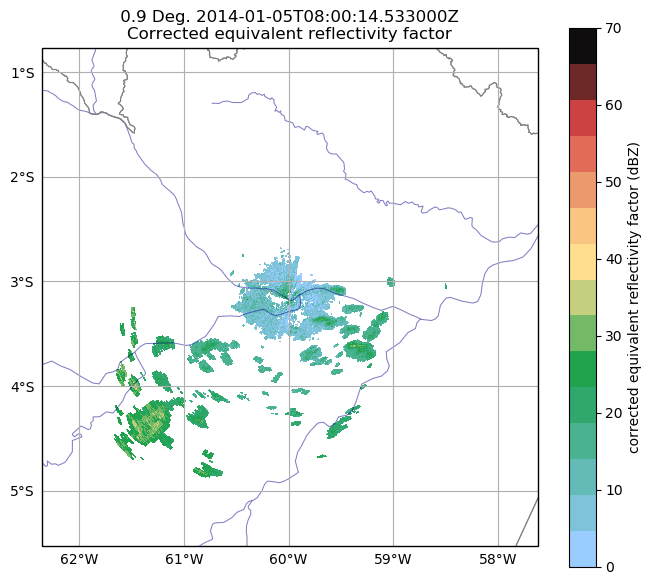 0.9 Deg. 2014-01-05T08:00:14.533000Z
Corrected equivalent reflectivity factor
1°S
2°S
3°S
4°S
5°S
62°W
61°W
60°W
59°W
58°W
70
60
50
40
30
20
10
0
corrected equivalent reflectivity factor (dBZ)